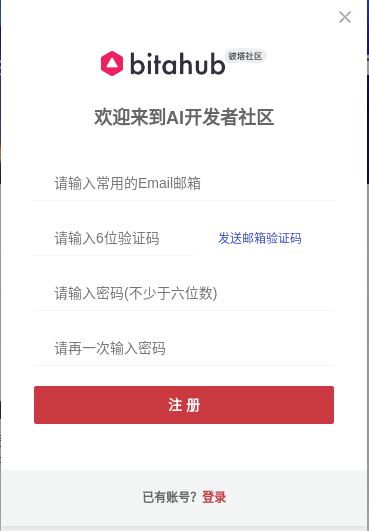 bitahub 彼塔社区
欢迎来到AI开发者社区
请输入常用的Email邮箱
请输入6位验证码 发送邮箱验证码
请输入密码(不少于六位数)
请再一次输入密码
注 册
已有账号? 登录